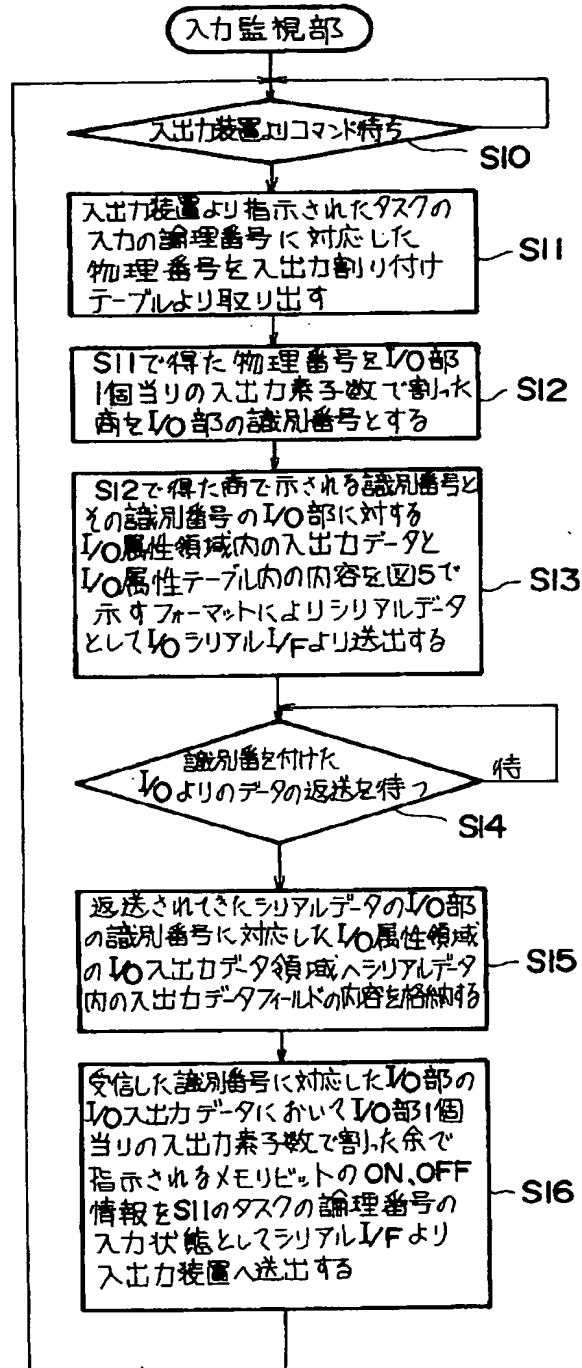 入力監視部
入出力装置よりコマンド待ち
S10
入出力装置より指示されたタスクの
入力の論理番号に対応した
物理番号を入出力割り付け
テーブルより取り出す
S11
S11で得た物理番号をI/O部
1個当りの入出力素子数で割った
商をI/O部の識別番号とする
S12
S12で得た商で示される識別番号と
その識別番号のI/O部に対する
I/O属性領域内の入出力データと
I/O属性テーブル内の内容を図5で
示すフォーマットによりシリアルデータ
としてI/OシリアルI/Fより送出する
S13
識別番を付けた
I/Oよりのデータの返送を待つ
待
S14
返送されてきたシリアルデータのI/O部
の識別番号に対応したI/O属性領域
のI/O入出力データ領域へシリアルデータ
内の入出力データフィールドの内容を格納する
S15
受信した識別番号に対応したI/O部の
I/O入出力データにおいてI/O部1個
当りの入出力素子数で割った余で
指示されるメモリビットのON、OFF
情報をS11のタスクの論理番号の
入力状態としてシリアルI/Fより
入出力装置へ送出する
S16